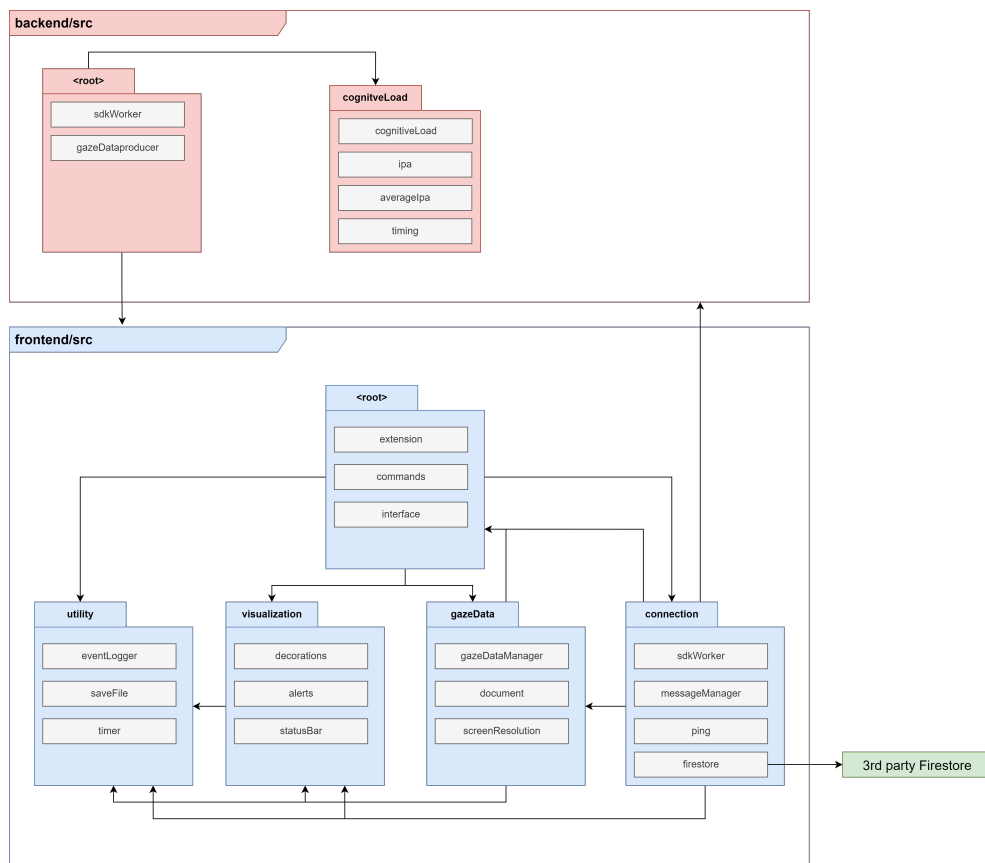 backend/src
<root>
sdkWorker
gazeDataproducer
cognitveLoad
cognitiveLoad
ipa
averageIpa
timing
frontend/src
<root>
extension
commands
interface
utility
eventLogger
saveFile
timer
visualization
decorations
alerts
statusBar
gazeData
gazeDataManager
document
screenResolution
connection
sdkWorker
messageManager
ping
firestore
3rd party Firestore